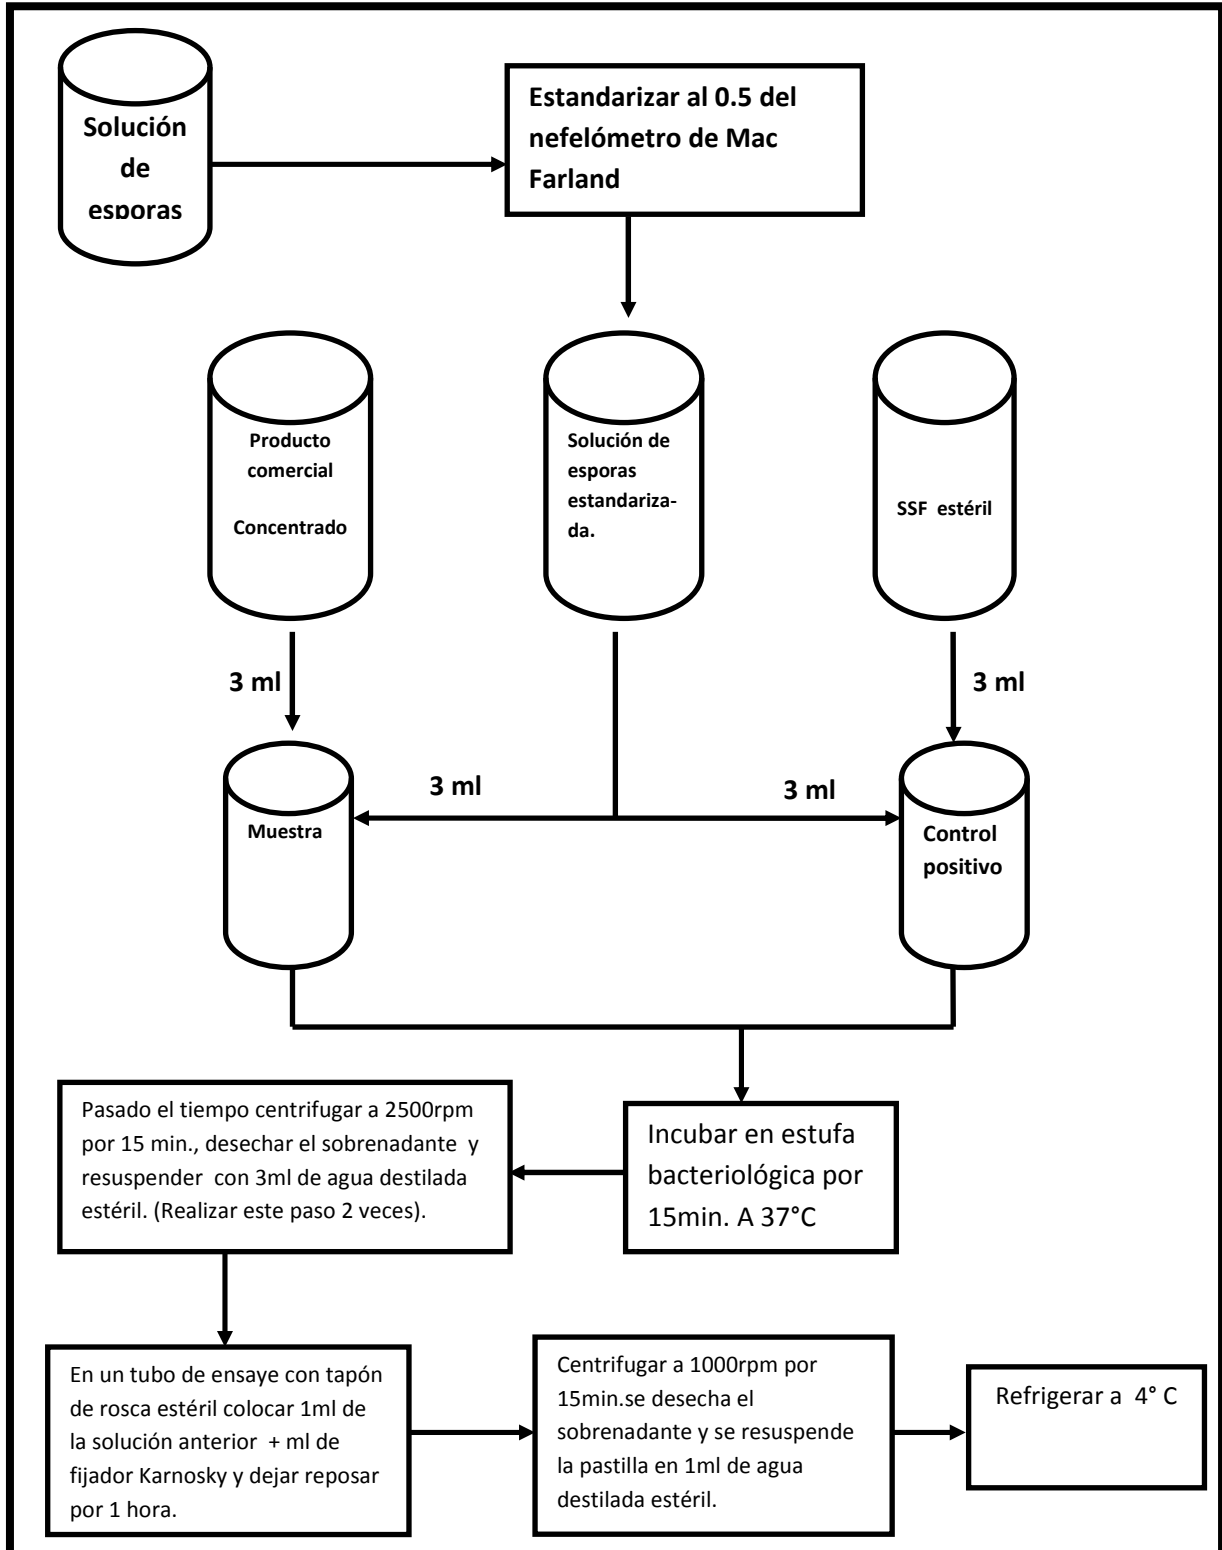 Solución
de
esporas
Estandarizar al 0.5 del
nefelómetro de Mac
Farland
Producto
comercial
Concentrado
Solución de
esporas
estandariza-
da.
SSF estéril
3 ml
3 ml
Muestra
3 ml
3 ml
Control
positivo
Pasado el tiempo centrifugar a 2500rpm
por 15 min., desechar el sobrenadante y
resuspender con 3ml de agua destilada
estéril. (Realizar este paso 2 veces).
Incubar en estufa
bacteriológica por
15min. A 37°C
En un tubo de ensaye con tapón
de rosca estéril colocar 1ml de
la solución anterior + ml de
fijador Karnosky y dejar reposar
por 1 hora.
Centrifugar a 1000rpm por
15min.se desecha el
sobrenadante y se resuspende
la pastilla en 1ml de agua
destilada estéril.
Refrigerar a 4° C